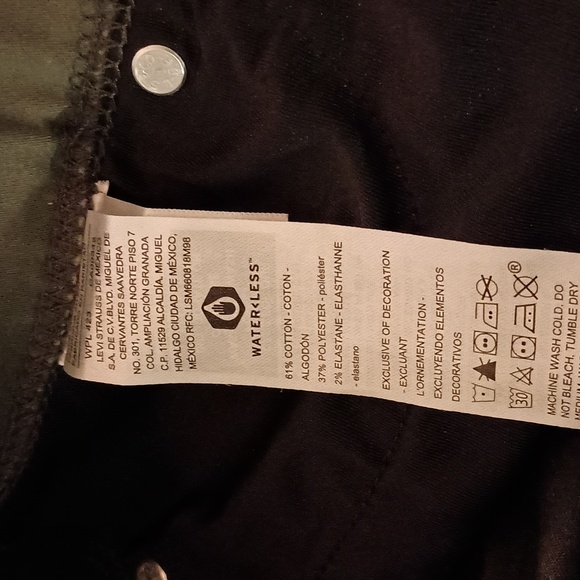 WPL 423
LEVI STRAUSS DE MÉXICO
S.A. DE C.V.BLVD. MIGUEL DE
CERVANTES SAAVEDRA
NO. 301, TORRE NORTE PISO 7
COL. AMPLIACIÓN GRANADA
C.P. 11529 ALCALDÍA, MIGUEL
HIDALGO CIUDAD DE MÉXICO,
MÉXICO RFC: LSM660818M98
WATER<LESS™
61% COTTON - COTON -
ALGODÓN
37% POLYESTER - poliéster
2% ELASTANE - ELASTHANNE
- elastano
EXCLUSIVE OF DECORATION
- EXCLUANT
L'ORNEMENTATION -
EXCLUYENDO ELEMENTOS
DECORATIVOS
®
30
MACHINE WASH COLD. DO
NOT BLEACH. TUMBLE DRY